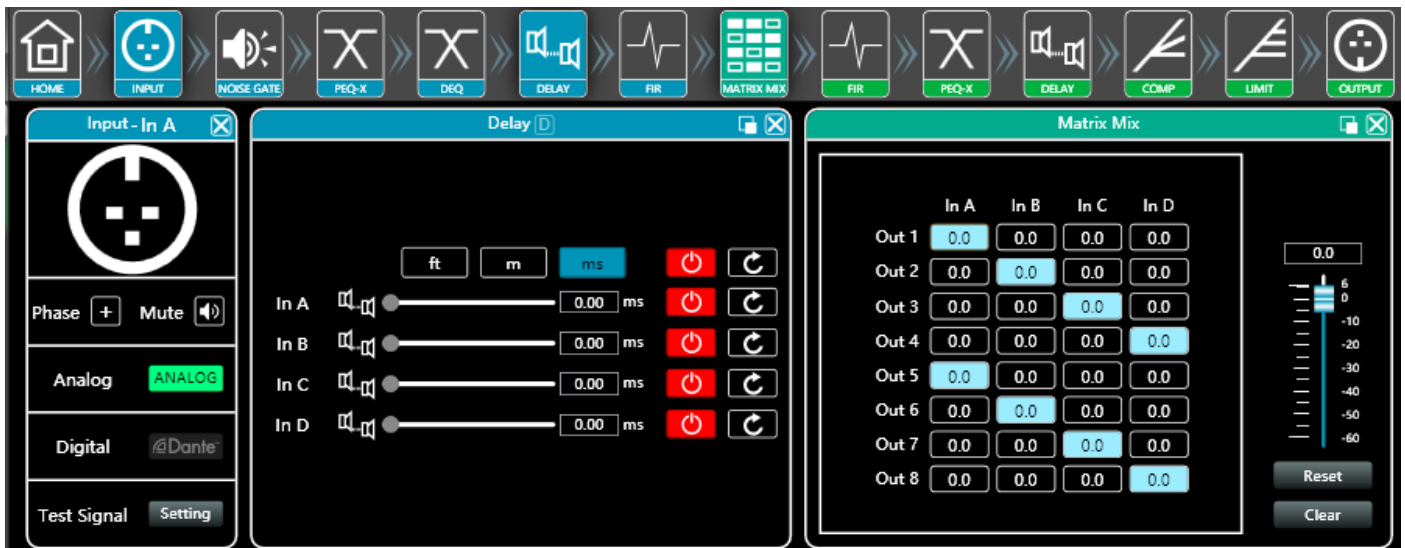 HOME INPUT NOISE GATE PEQ-X DEQ DELAY FIR MATRIX MIX FIR PEQ-X DELAY COMP LIMIT OUTPUT
Input - In A
Phase + Mute
Analog ANALOG
Digital Dante
Test Signal Setting
Delay D
ft m ms
In A 0.00 ms
In B 0.00 ms
In C 0.00 ms
In D 0.00 ms
Matrix Mix
In A In B In C In D
Out 1 0.0 0.0 0.0 0.0
Out 2 0.0 0.0 0.0 0.0
Out 3 0.0 0.0 0.0 0.0
Out 4 0.0 0.0 0.0 0.0
Out 5 0.0 0.0 0.0 0.0
Out 6 0.0 0.0 0.0 0.0
Out 7 0.0 0.0 0.0 0.0
Out 8 0.0 0.0 0.0 0.0
0.0
6
0
-10
-20
-30
-40
-50
-60
Reset
Clear